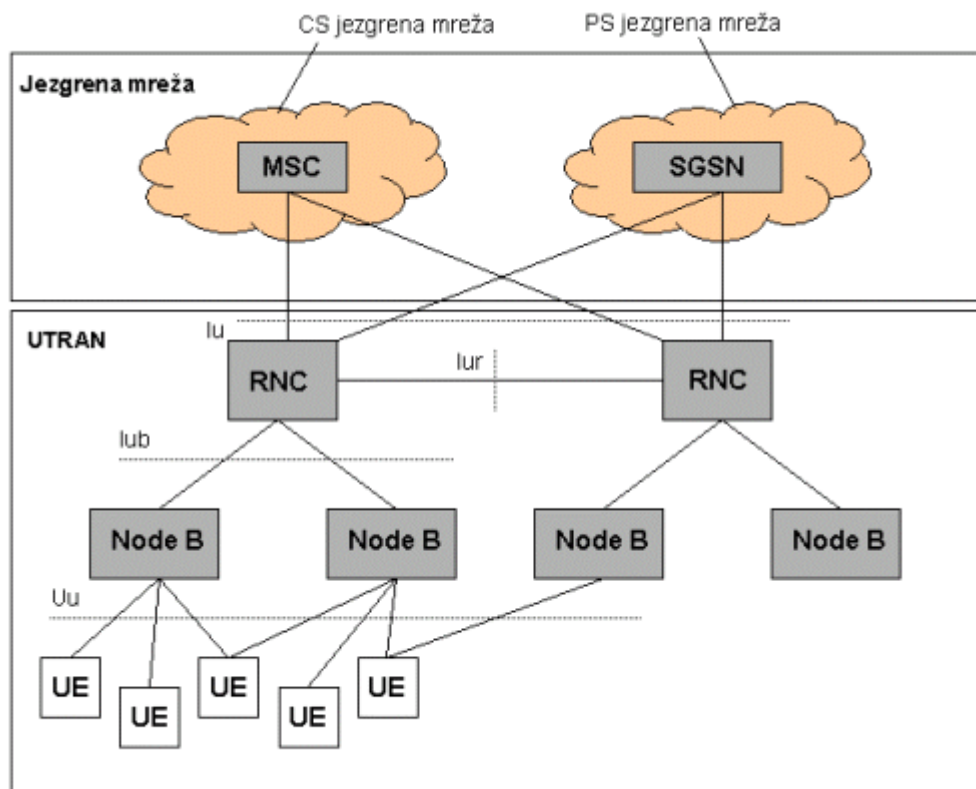 CS jezgrena mreža
PS jezgrena mreža
Jezgrena mreža
MSC
SGSN
UTRAN
Iu
Iur
RNC
RNC
Iub
Node B
Node B
Node B
Node B
Uu
UE
UE
UE
UE
UE